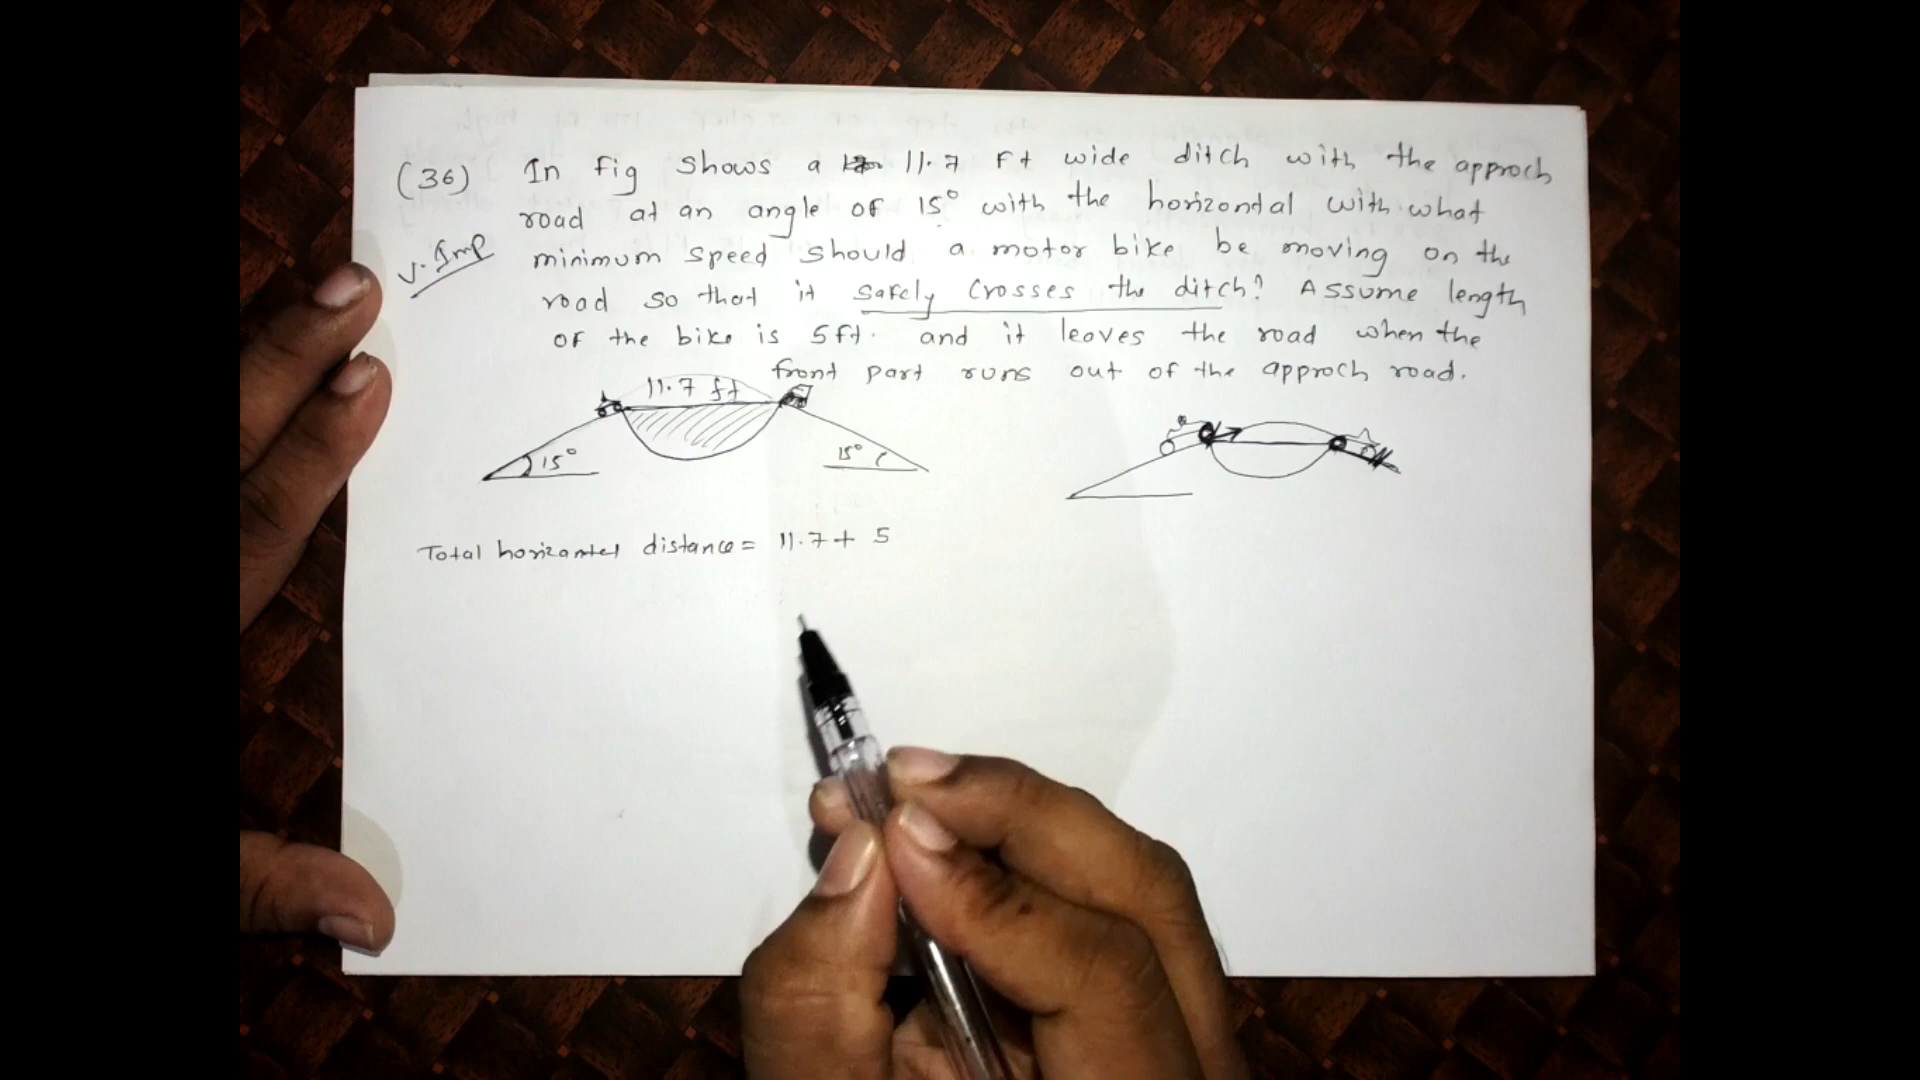 (36) In fig shows a 11.7 Ft wide ditch with the approch
road at an angle of 15° with the horizontal with what
V. Imp
minimum speed should a motor bike be moving on the
road so that it safely crosses the ditch? Assume length
of the bike is 5ft. and it leaves the road when the
front part runs out of the approch road.
11.7 ft
15°
15°
Total horizontel distance = 11.7 + 5